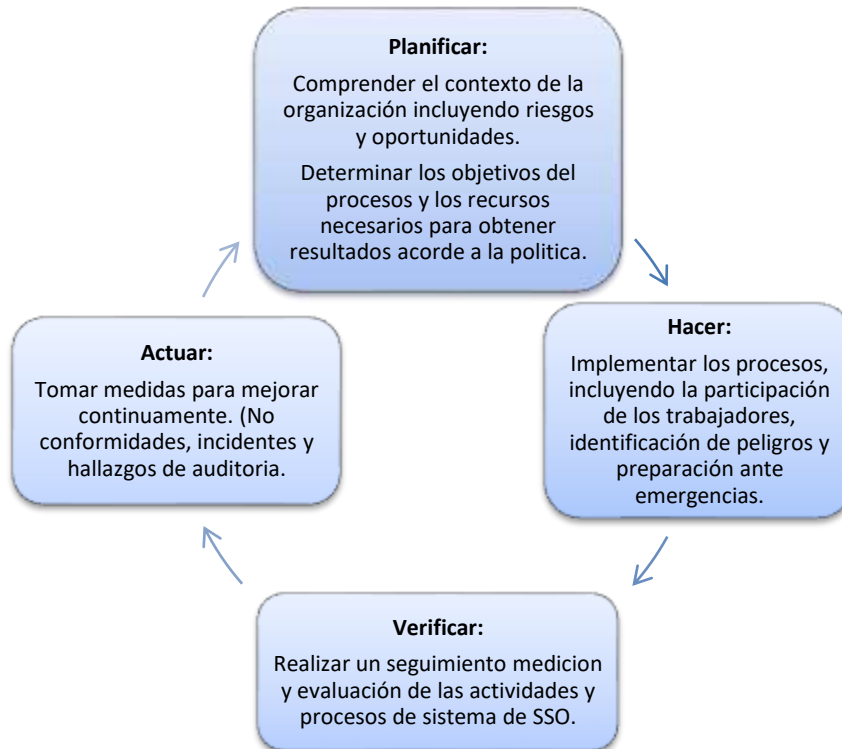 Planificar:
Comprender el contexto de la
organización incluyendo riesgos
y oportunidades.
Determinar los objetivos del
procesos y los recursos
necesarios para obtener
resultados acorde a la politica.
Hacer:
Implementar los procesos,
incluyendo la participación
de los trabajadores,
identificación de peligros y
preparación ante
emergencias.
Verificar:
Realizar un seguimiento medicion
y evaluación de las actividades y
procesos de sistema de SSO.
Actuar:
Tomar medidas para mejorar
continuamente. (No
conformidades, incidentes y
hallazgos de auditoria.